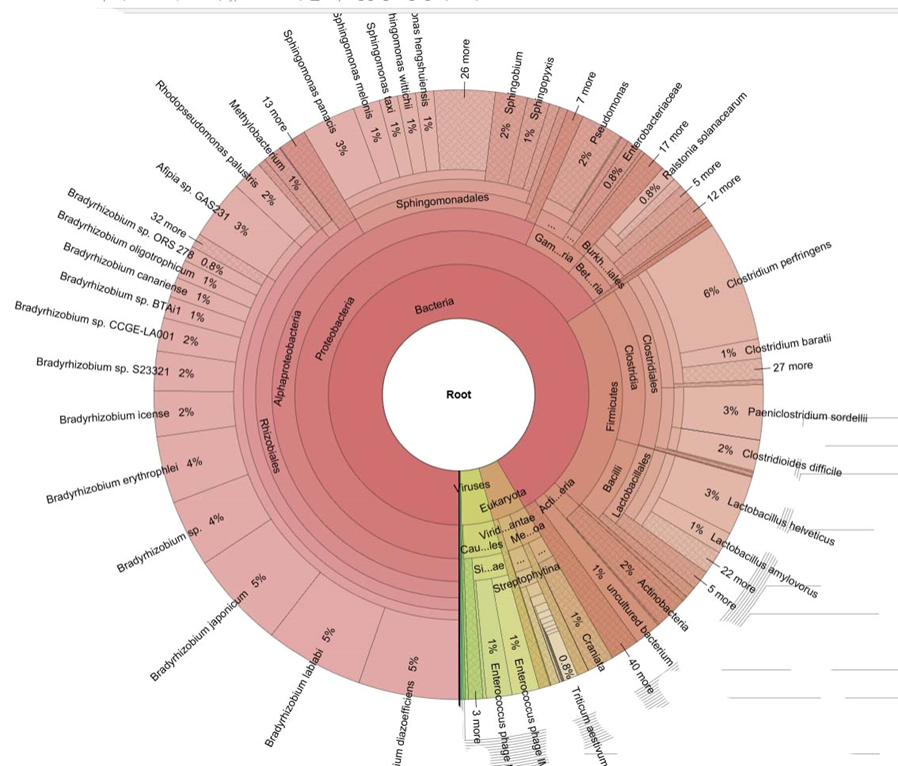 26 more
Sphingomonas panacis
3%
Sphingomonas melonis
1%
Sphingomonas taxi
1%
1%
1%
Sphingobium
2%
Sphingopyxis
1%
7 more
Pseudomonas
2%
Enterobacteriaceae
0.8%
17 more
Ralstonia solanacearum
0.8%
5 more
12 more
Clostridium perfringens
6%
Clostridium baratii
1%
27 more
Paeniclostridium sordellii
3%
Clostridioides difficile
2%
Lactobacillus helveticus
3%
Lactobacillus amylovorus
1%
22 more
5 more
Actinobacteria
2%
uncultured bacterium
1%
40 more
Craniata
1%
Triticum aestivum
0.8%
Enterococcus phage
1%
Enterococcus phage
1%
3 more
ium diazoefficiens
5%
Bradyrhizobium lablabi
5%
Bradyrhizobium japonicum
5%
Bradyrhizobium sp.
4%
Bradyrhizobium erythrophlei
4%
Bradyrhizobium icense
2%
Bradyrhizobium sp. S23321
2%
Bradyrhizobium sp. CCGE-LA001
2%
Bradyrhizobium sp. BTAi1
1%
Bradyrhizobium canariense
1%
Bradyrhizobium oligotrophicum
1%
Bradyrhizobium sp. ORS 278
0.8%
32 more
Afipia sp. GAS231
3%
Rhodopseudomonas palustris
2%
Methylobacterium
1%
13 more
Sphingomonadales
Gam...ria
Bet...ria
Burkh...iales
...
...
Rhizobiales
Alphaproteobacteria
Proteobacteria
Bacteria
Root
Firmicutes
Clostridia
Clostridiales
Bacilli
Lactobacillales
Acti...eria
Eukaryota
Viruses
Virid...antae
Me...oa
...
...
Streptophytina
Cau...les
Si...ae